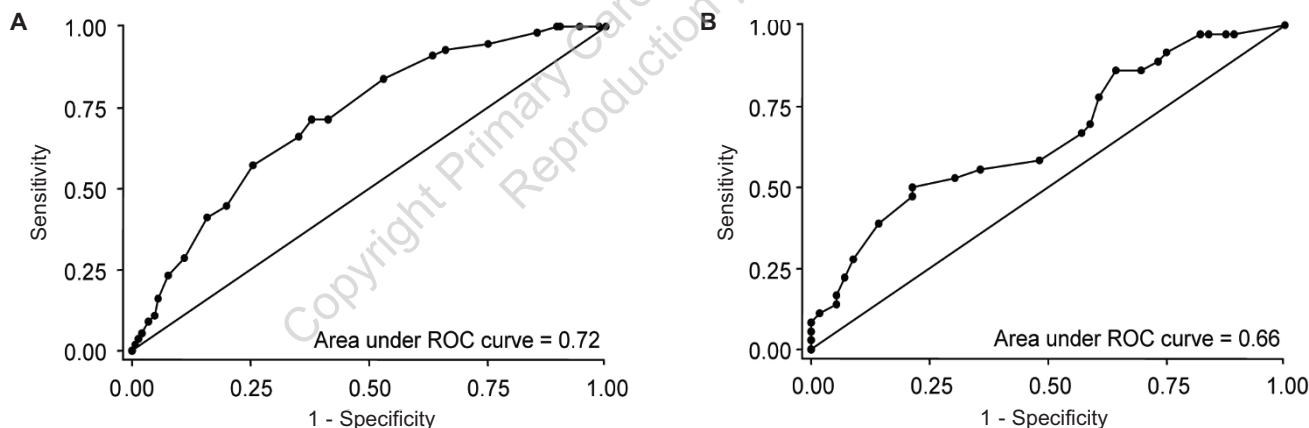 A
B
1.00
0.75
0.50
0.25
0.00
Sensitivity
0.00
0.25
0.50
0.75
1.00
1 - Specificity
Area under ROC curve = 0.72
1.00
0.75
0.50
0.25
0.00
Sensitivity
0.00
0.25
0.50
0.75
1.00
1 - Specificity
Area under ROC curve = 0.66
Copyright Primary Care
Reproduction